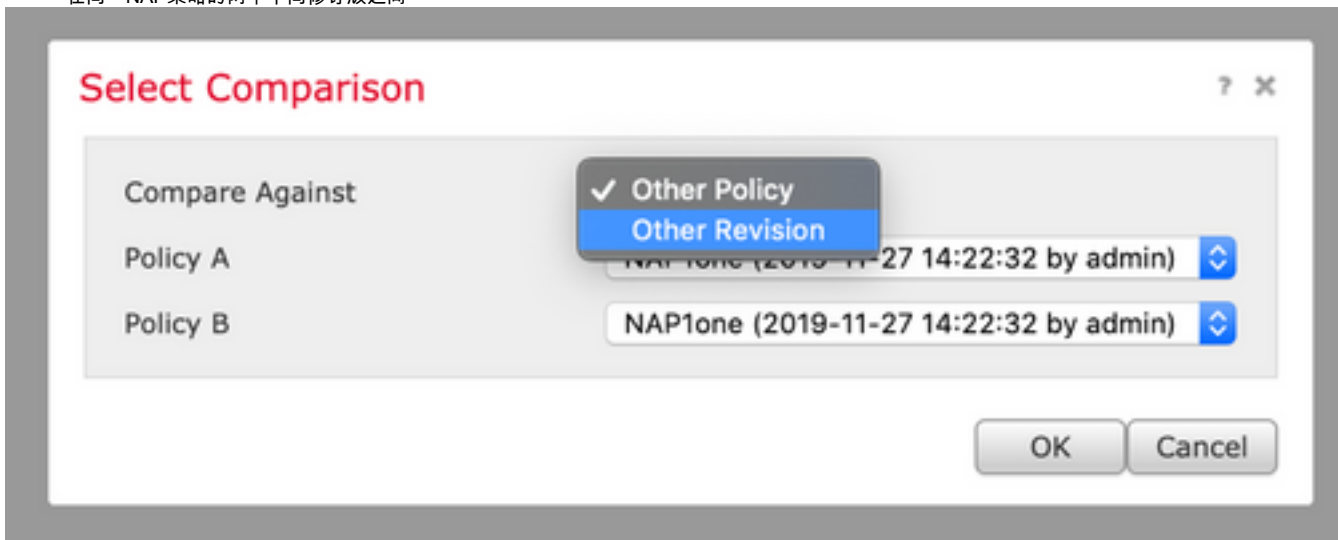 Select Comparison
? ×
Compare Against
✓ Other Policy
Other Revision
Policy A
NAP1one (2019-11-27 14:22:32 by admin)
Policy B
NAP1one (2019-11-27 14:22:32 by admin)
OK Cancel